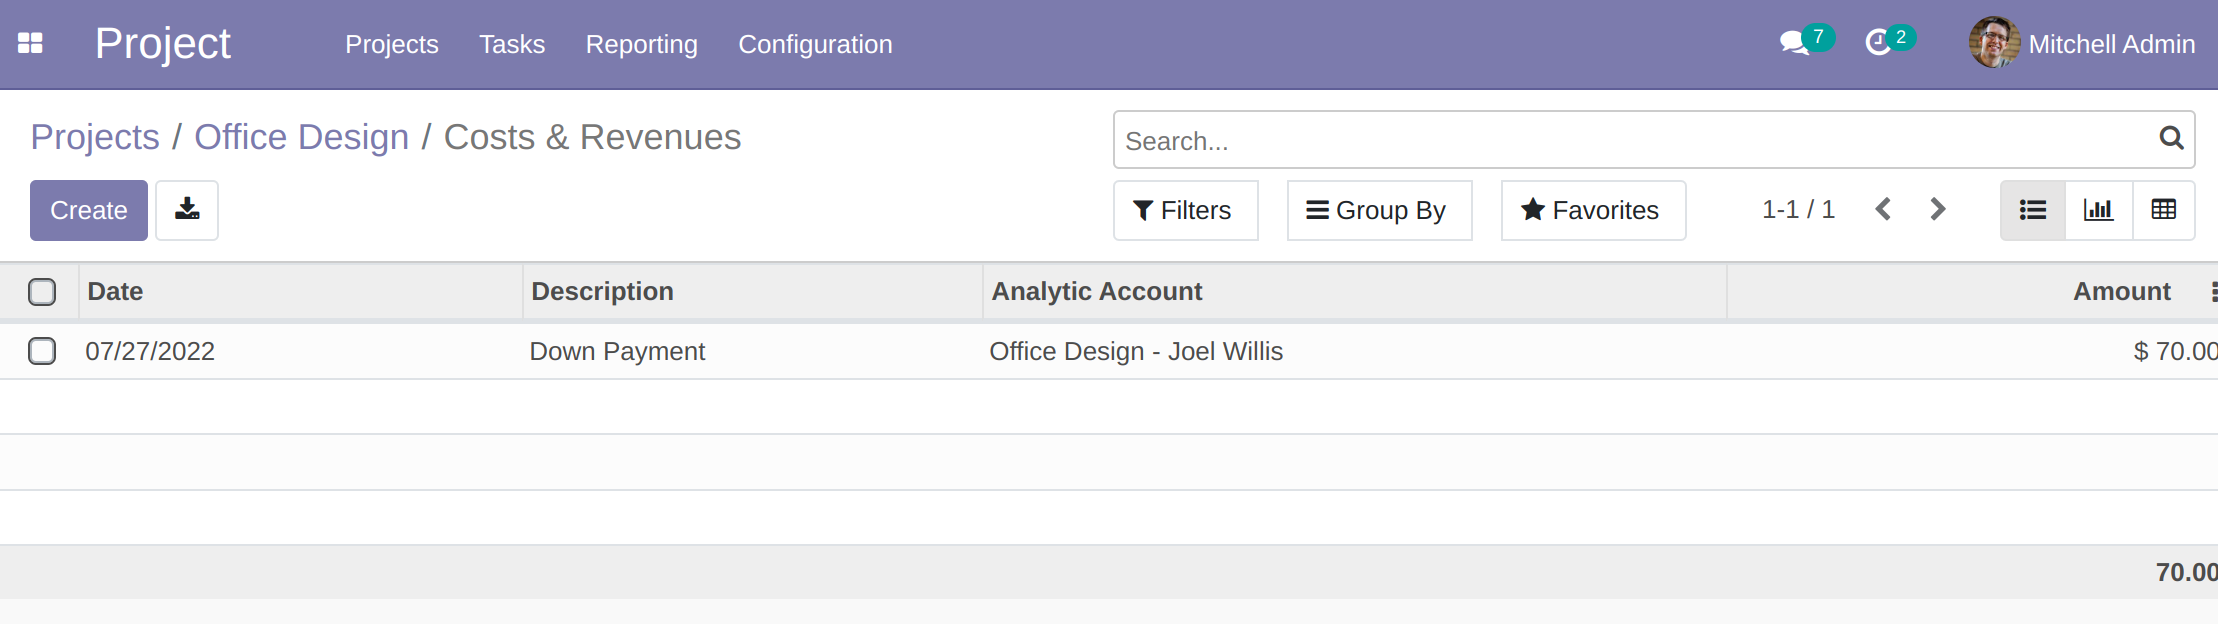 Project Projects Tasks Reporting Configuration 7 2 Mitchell Admin
Projects / Office Design / Costs & Revenues
Search...
Create Filters Group By Favorites 1-1 / 1
Date Description Analytic Account Amount
07/27/2022 Down Payment Office Design - Joel Willis $ 70.00
70.00